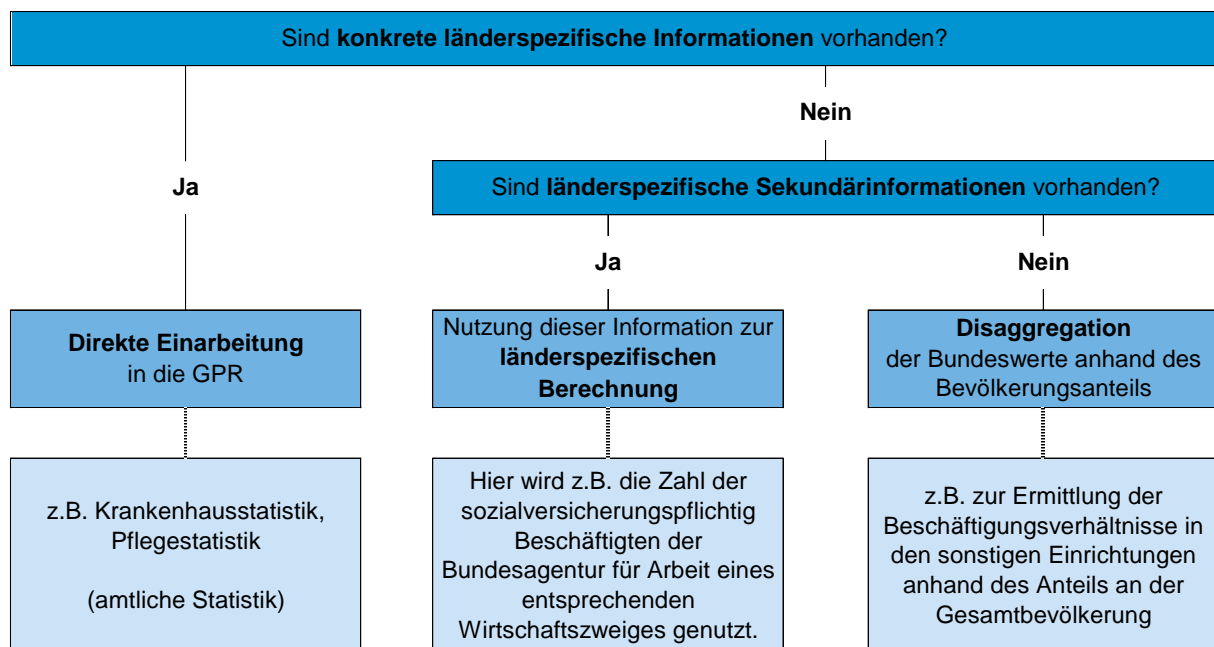 Sind konkrete länderspezifische Informationen vorhanden?
Nein
Ja
Sind länderspezifische Sekundärinformationen vorhanden?
Ja
Nein
Direkte Einarbeitung
in die GPR
Nutzung dieser Information zur
länderspezifischen
Berechnung
Disaggregation
der Bundeswerte anhand des
Bevölkerungsanteils
z.B. Krankenhausstatistik,
Pflegestatistik
(amtliche Statistik)
Hier wird z.B. die Zahl der
sozialversicherungspflichtig
Beschäftigten der
Bundesagentur für Arbeit eines
entsprechenden
Wirtschaftszweiges genutzt.
z.B. zur Ermittlung der
Beschäftigungsverhältnisse in
den sonstigen Einrichtungen
anhand des Anteils an der
Gesamtbevölkerung